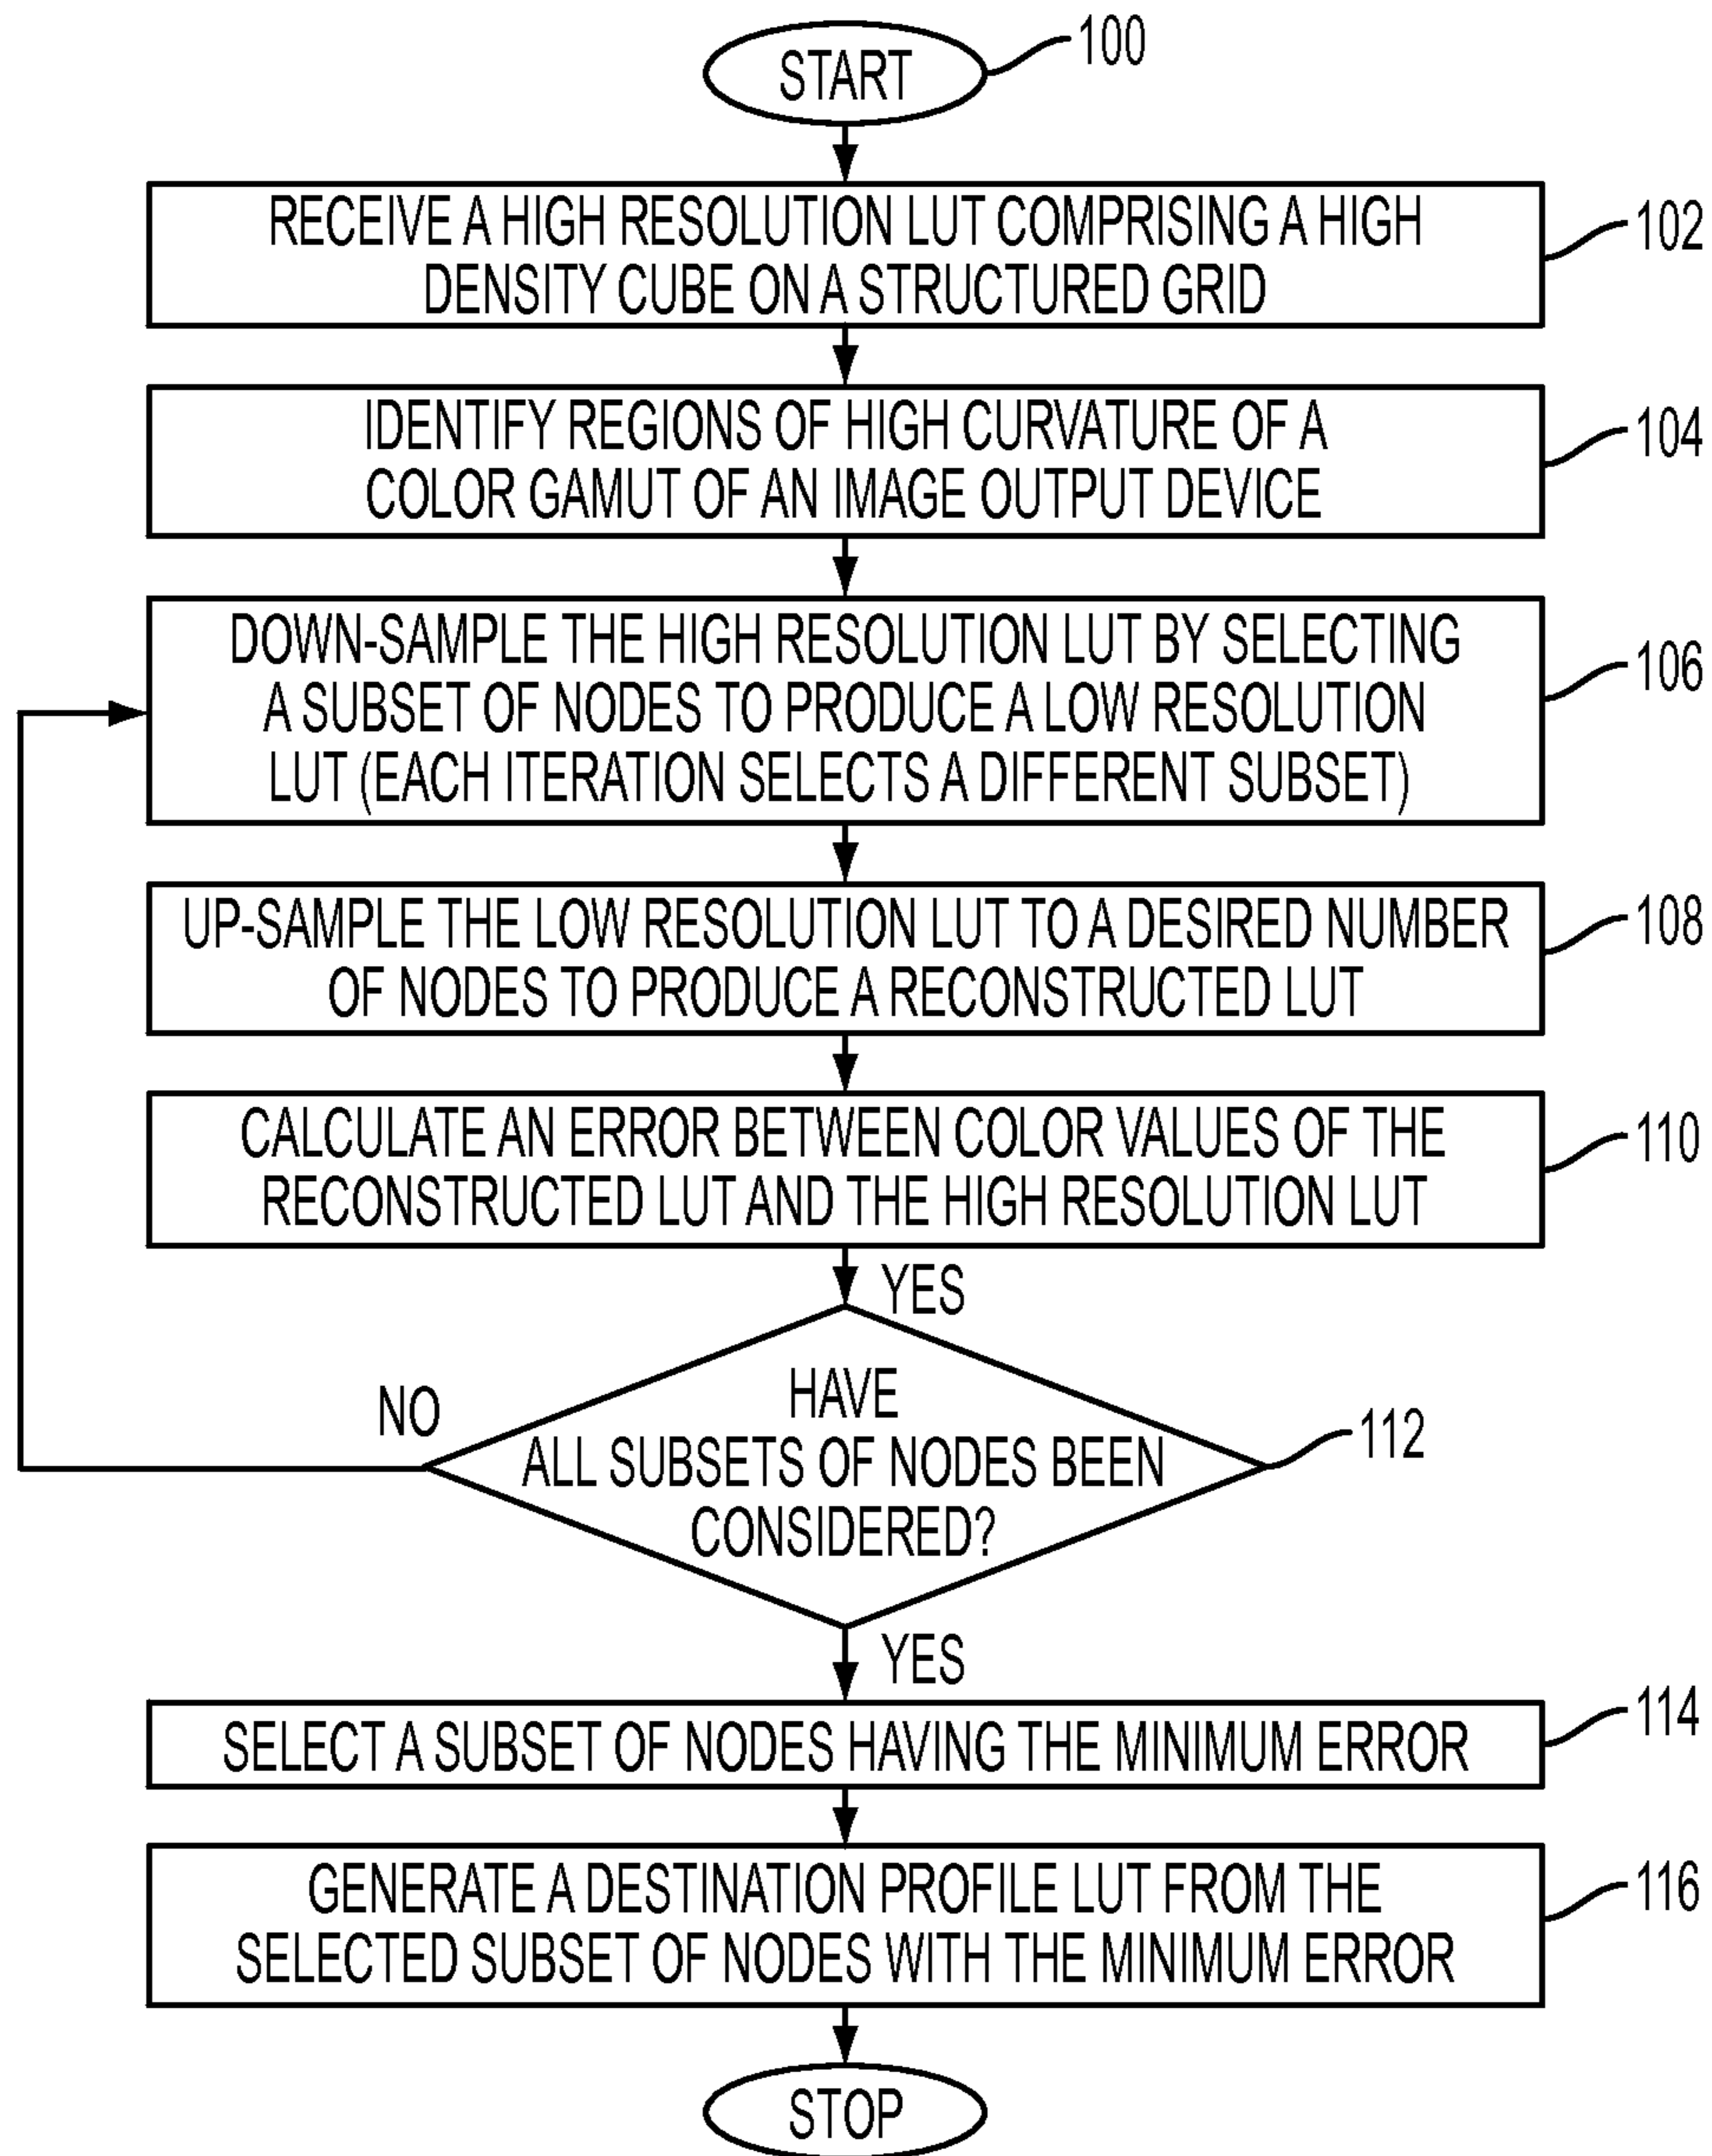 START
100
RECEIVE A HIGH RESOLUTION LUT COMPRISING A HIGH
DENSITY CUBE ON A STRUCTURED GRID
102
IDENTIFY REGIONS OF HIGH CURVATURE OF A
COLOR GAMUT OF AN IMAGE OUTPUT DEVICE
104
DOWN-SAMPLE THE HIGH RESOLUTION LUT BY SELECTING
A SUBSET OF NODES TO PRODUCE A LOW RESOLUTION
LUT (EACH ITERATION SELECTS A DIFFERENT SUBSET)
106
UP-SAMPLE THE LOW RESOLUTION LUT TO A DESIRED NUMBER
OF NODES TO PRODUCE A RECONSTRUCTED LUT
108
CALCULATE AN ERROR BETWEEN COLOR VALUES OF THE
RECONSTRUCTED LUT AND THE HIGH RESOLUTION LUT
110
YES
NO
HAVE
ALL SUBSETS OF NODES BEEN
CONSIDERED?
112
YES
SELECT A SUBSET OF NODES HAVING THE MINIMUM ERROR
114
GENERATE A DESTINATION PROFILE LUT FROM THE
SELECTED SUBSET OF NODES WITH THE MINIMUM ERROR
116
STOP